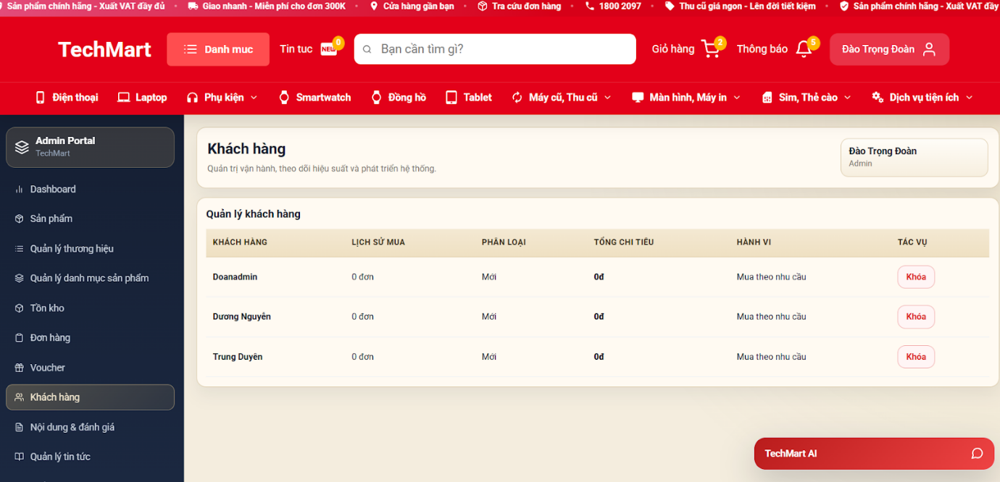 Sản phẩm chính hãng - Xuất VAT đầy đủ • Giao nhanh - Miễn phí cho đơn 300K • Cửa hàng gần bạn • Tra cứu đơn hàng • 1800 2097 • Thu cũ giá ngon - Lên đời tiết kiệm • Sản phẩm chính hãng - Xuất VAT đầy
TechMart Danh mục Tin tức NEW 0 Bạn cần tìm gì? Giỏ hàng 2 Thông báo 5 Đào Trọng Đoàn
Điện thoại Laptop Phụ kiện Smartwatch Đồng hồ Tablet Máy cũ, Thu cũ Màn hình, Máy in Sim, Thẻ cào Dịch vụ tiện ích
Admin Portal
TechMart
Dashboard
Sản phẩm
Quản lý thương hiệu
Quản lý danh mục sản phẩm
Tồn kho
Đơn hàng
Voucher
Khách hàng
Nội dung & đánh giá
Quản lý tin tức
Khách hàng
Quản trị vận hành, theo dõi hiệu suất và phát triển hệ thống.
Đào Trọng Đoàn
Admin
Quản lý khách hàng
KHÁCH HÀNG LỊCH SỬ MUA PHÂN LOẠI TỔNG CHI TIÊU HÀNH VI TÁC VỤ
Doanadmin 0 đơn Mới 0đ Mua theo nhu cầu Khóa
Dương Nguyễn 0 đơn Mới 0đ Mua theo nhu cầu Khóa
Trung Duyên 0 đơn Mới 0đ Mua theo nhu cầu Khóa
TechMart AI